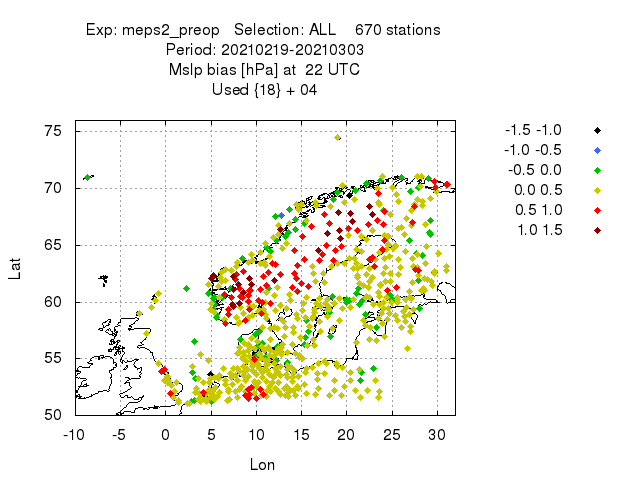 Exp: meps2_preop   Selection: ALL    670 stations
Period: 20210219-20210303
Mslp bias [hPa] at  22 UTC
Used {18} + 04
-1.5 -1.0
-1.0 -0.5
-0.5 0.0
0.0 0.5
0.5 1.0
1.0 1.5
Lat
75
70
65
60
55
50
-10 -5 0 5 10 15 20 25 30
Lon